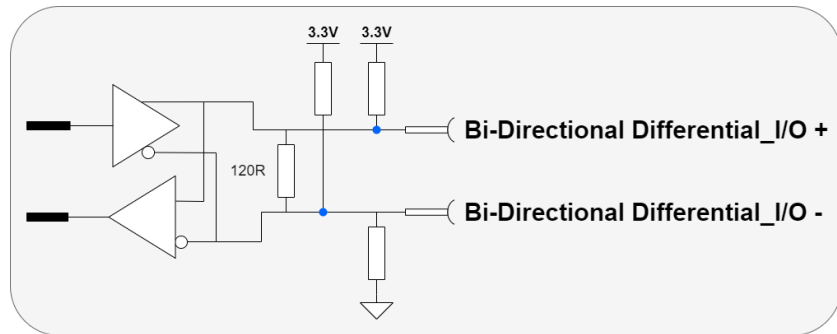 3.3V 3.3V
Bi-Directional Differential_I/O +
120R
Bi-Directional Differential_I/O -